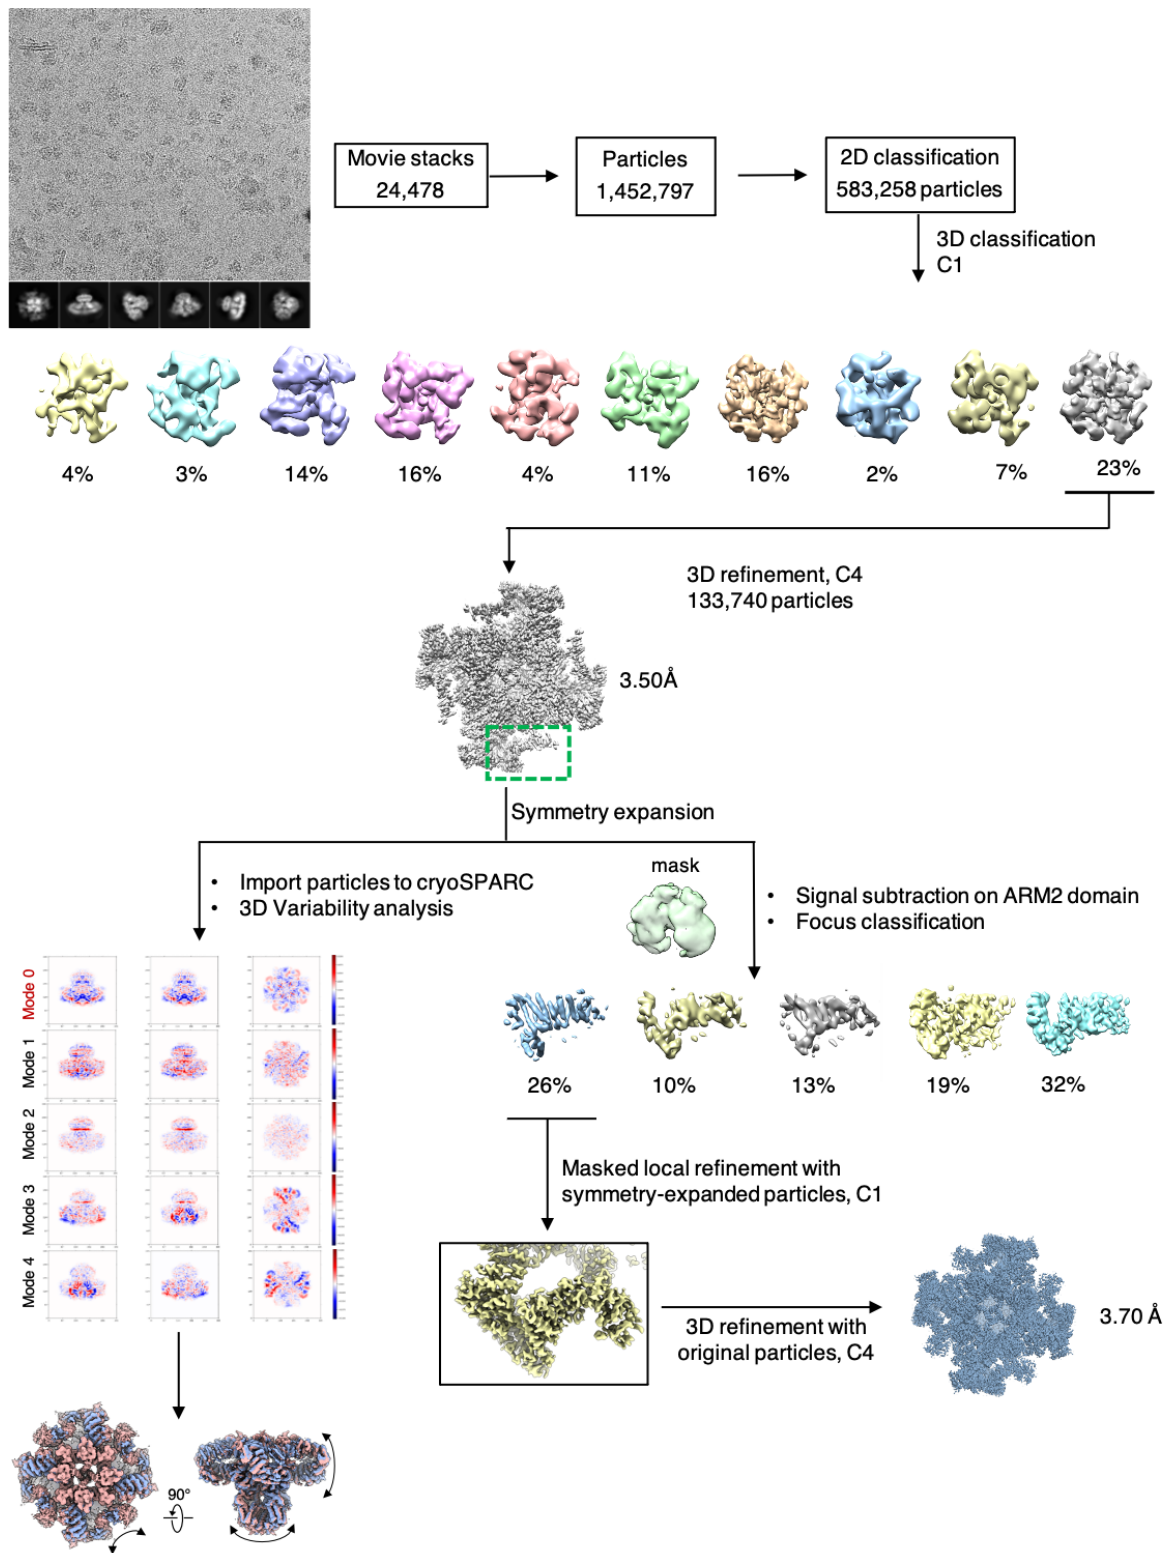 Movie stacks
24,478
Particles
1,452,797
2D classification
583,258 particles
3D classification
C1
4%
3%
14%
16%
4%
11%
16%
2%
7%
23%
3D refinement, C4
133,740 particles
3.50Å
Symmetry expansion
• Import particles to cryoSPARC
• 3D Variability analysis
mask
• Signal subtraction on ARM2 domain
• Focus classification
Mode 0
Mode 1
Mode 2
Mode 3
Mode 4
26%
10%
13%
19%
32%
Masked local refinement with
symmetry-expanded particles, C1
3D refinement with
original particles, C4
3.70 Å
90°